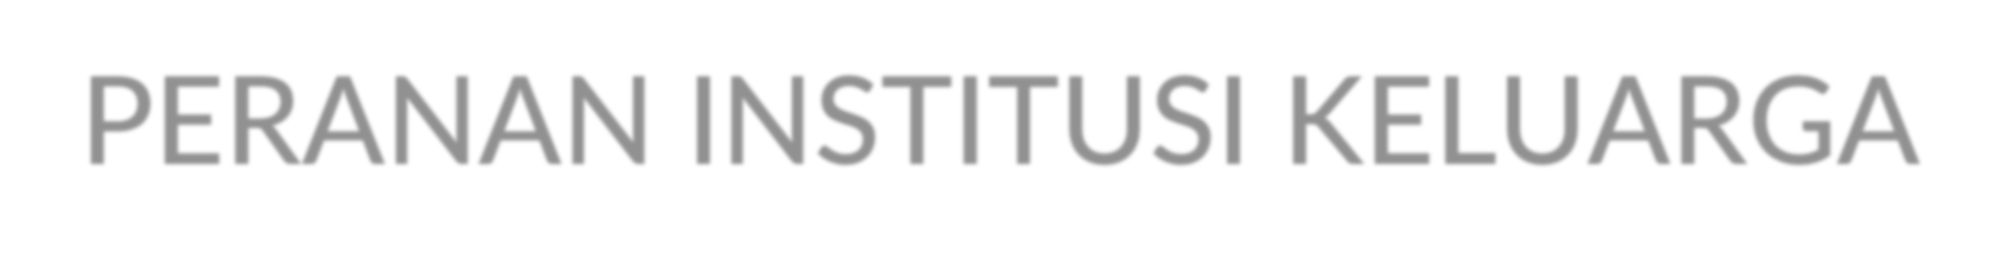 PERANAN INSTITUSI KELUARGA